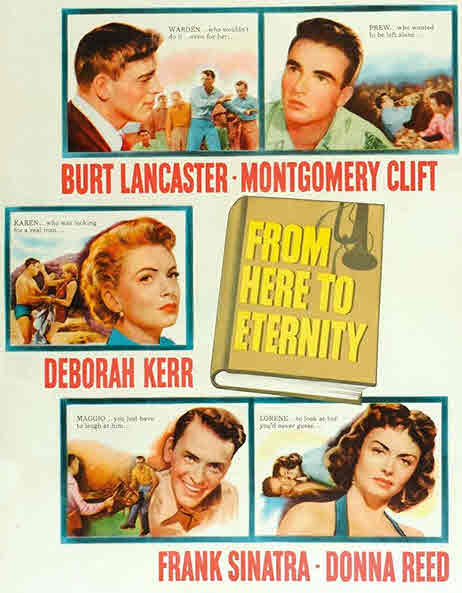 WARDEN...who wouldn't
do it...even for her...
PREW...who wanted
to be left alone...
BURT LANCASTER · MONTGOMERY CLIFT
KAREN...who was looking
for a real man...
FROM
HERE TO
ETERNITY
DEBORAH KERR
MAGGIO...you just have
to laugh at him...
LORENE...to look at her
you'd never guess...
FRANK SINATRA · DONNA REED